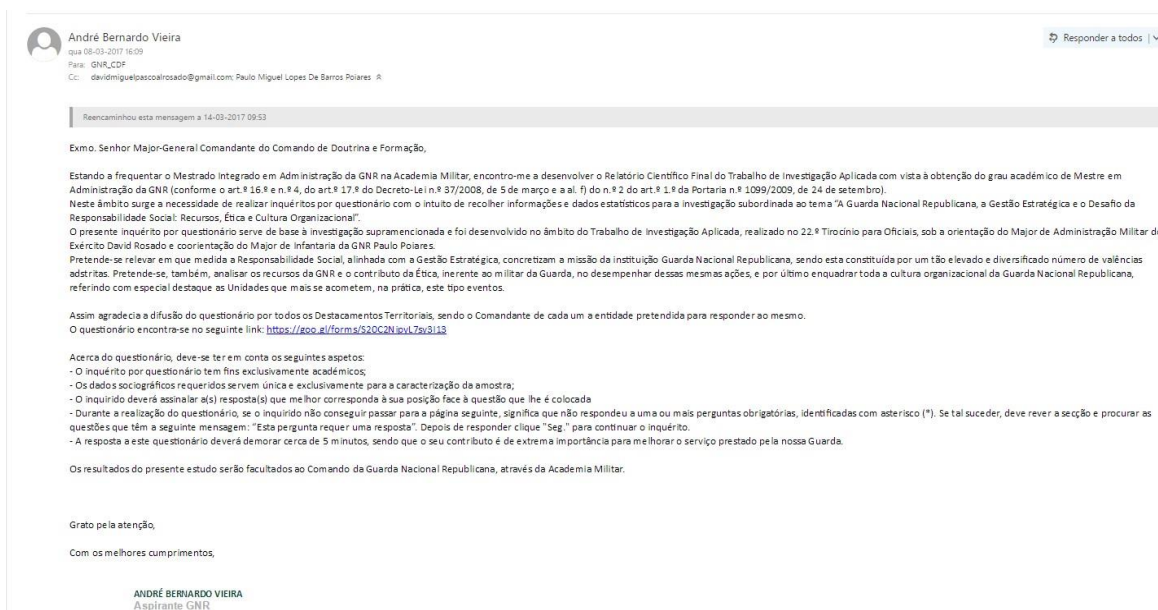 André Bernardo Vieira
qua 08-03-2017 16:09
Para: GNR_CDF
Cc: davidmiguelpascoalrosado@gmail.com; Paulo Miguel Lopes De Barros Poiares
Responder a todos
Reencaminhou esta mensagem a 14-03-2017 09:53
Exmo. Senhor Major-General Comandante do Comando de Doutrina e Formação,
Estando a frequentar o Mestrado Integrado em Administração da GNR na Academia Militar, encontro-me a desenvolver o Relatório Científico Final do Trabalho de Investigação Aplicada com vista à obtenção do grau académico de Mestre em
Administração da GNR (conforme o art.º 16.º e n.º 4, do art.º 17.º do Decreto-Lei n.º 37/2008, de 5 de março e a al. f) do n.º 2 do art.º 1.º da Portaria n.º 1099/2009, de 24 de setembro).
Neste âmbito surge a necessidade de realizar inquéritos por questionário com o intuito de recolher informações e dados estatísticos para a investigação subordinada ao tema "A Guarda Nacional Republicana, a Gestão Estratégica e o Desafio da
Responsabilidade Social: Recursos, Ética e Cultura Organizacional".
O presente inquérito por questionário serve de base à investigação supramencionada e foi desenvolvido no âmbito do Trabalho de Investigação Aplicada, realizado no 22.º Tirocínio para Oficiais, sob a orientação do Major de Administração Militar do
Exército David Rosado e coorientação do Major de Infantaria da GNR Paulo Poiares.
Pretende-se relevar em que medida a Responsabilidade Social, alinhada com a Gestão Estratégica, concretizam a missão da instituição Guarda Nacional Republicana, sendo esta constituída por um tão elevado e diversificado número de valências
adstritas. Pretende-se, também, analisar os recursos da GNR e o contributo da Ética, inerente ao militar da Guarda, no desempenhar dessas mesmas ações, e por último enquadrar toda a cultura organizacional da Guarda Nacional Republicana,
referindo com especial destaque as Unidades que mais se acometem, na prática, este tipo eventos.
Assim agradecia a difusão do questionário por todos os Destacamentos Territoriais, sendo o Comandante de cada um a entidade pretendida para responder ao mesmo.
O questionário encontra-se no seguinte link: https://goo.gl/forms/S2OC2NipvL7sv3I13
Acerca do questionário, deve-se ter em conta os seguintes aspetos:
- O inquérito por questionário tem fins exclusivamente académicos;
- Os dados sociográficos requeridos servem única e exclusivamente para a caracterização da amostra;
- O inquirido deverá assinalar a(s) resposta(s) que melhor corresponda à sua posição face à questão que lhe é colocada
- Durante a realização do questionário, se o inquirido não conseguir passar para a página seguinte, significa que não respondeu a uma ou mais perguntas obrigatórias, identificadas com asterisco (*). Se tal suceder, deve rever a secção e procurar as
questões que têm a seguinte mensagem: "Esta pergunta requer uma resposta". Depois de responder clique "Seg." para continuar o inquérito.
- A resposta a este questionário deverá demorar cerca de 5 minutos, sendo que o seu contributo é de extrema importância para melhorar o serviço prestado pela nossa Guarda.
Os resultados do presente estudo serão facultados ao Comando da Guarda Nacional Republicana, através da Academia Militar.
Grato pela atenção,
Com os melhores cumprimentos,
ANDRÉ BERNARDO VIEIRA
Aspirante GNR